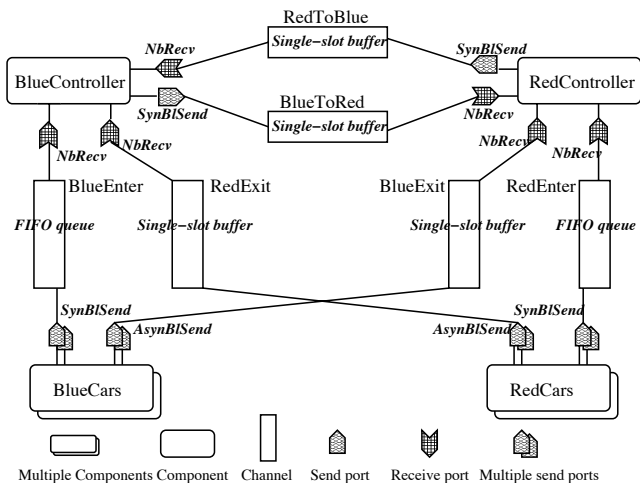 RedToBlue
Single-slot buffer
NbRecv
SynBlSend
BlueController
RedController
BlueToRed
SynBlSend
Single-slot buffer
NbRecv
NbRecv
NbRecv
NbRecv
NbRecv
BlueEnter
RedExit
BlueExit
RedEnter
FIFO queue
Single-slot buffer
Single-slot buffer
FIFO queue
SynBlSend
AsynBlSend
AsynBlSend
SynBlSend
BlueCars
RedCars
Multiple Components
Component
Channel
Send port
Receive port
Multiple send ports